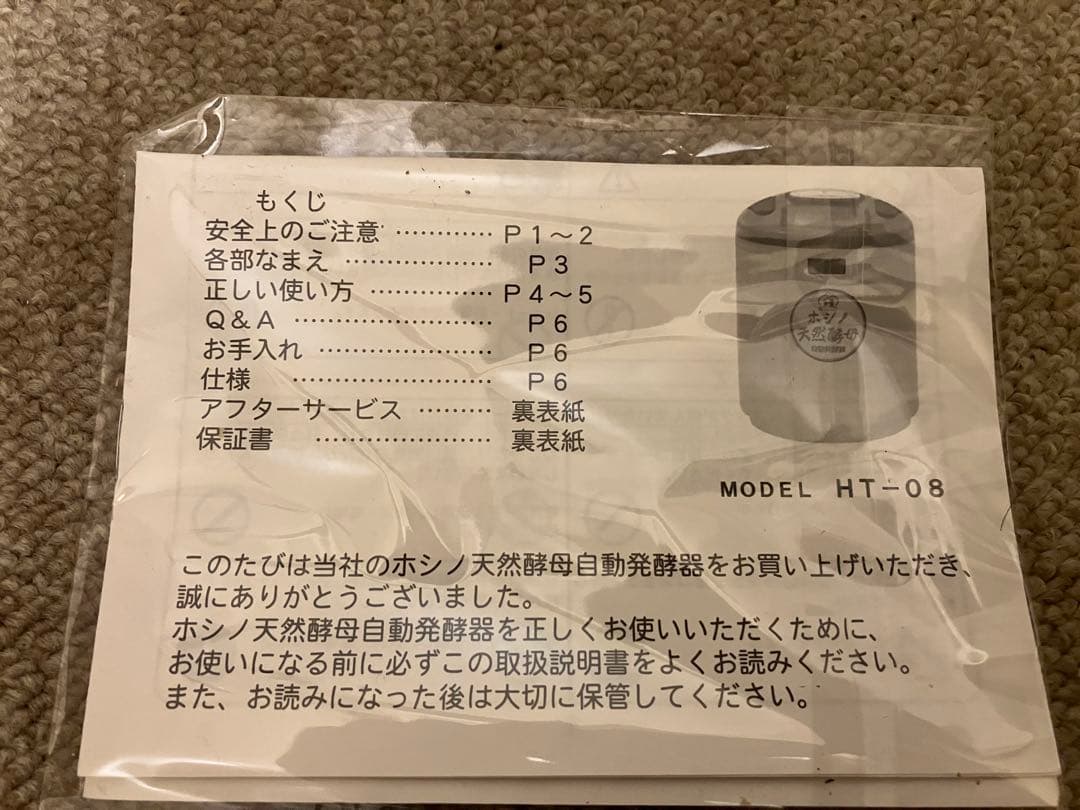 もくじ
安全上のご注意 ………… P1～2
各部なまえ ……………… P3
正しい使い方 …………… P4～5
Q&A …………………… P6
お手入れ ………………… P6
仕様 …………………… P6
アフターサービス ……… 裏表紙
保証書 ………………… 裏表紙
ホシノ
天然酵母
MODEL HT-08
このたびは当社のホシノ天然酵母自動発酵器をお買い上げいただき、
誠にありがとうございました。
ホシノ天然酵母自動発酵器を正しくお使いいただくために、
お使いになる前に必ずこの取扱説明書をよくお読みください。
また、お読みになった後は大切に保管してください。